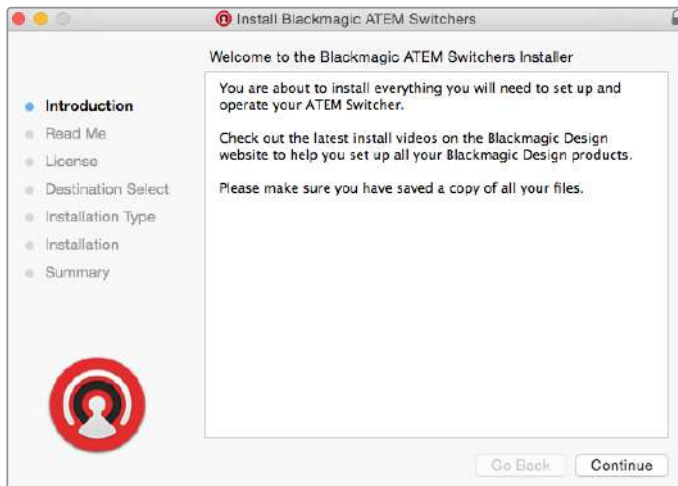 Install Blackmagic ATEM Switchers
Welcome to the Blackmagic ATEM Switchers Installer
Introduction
Read Me
License
Destination Select
Installation Type
Installation
Summary
You are about to install everything you will need to set up and
operate your ATEM Switcher.
Check out the latest install videos on the Blackmagic Design
website to help you set up all your Blackmagic Design products.
Please make sure you have saved a copy of all your files.
Go Back
Continue